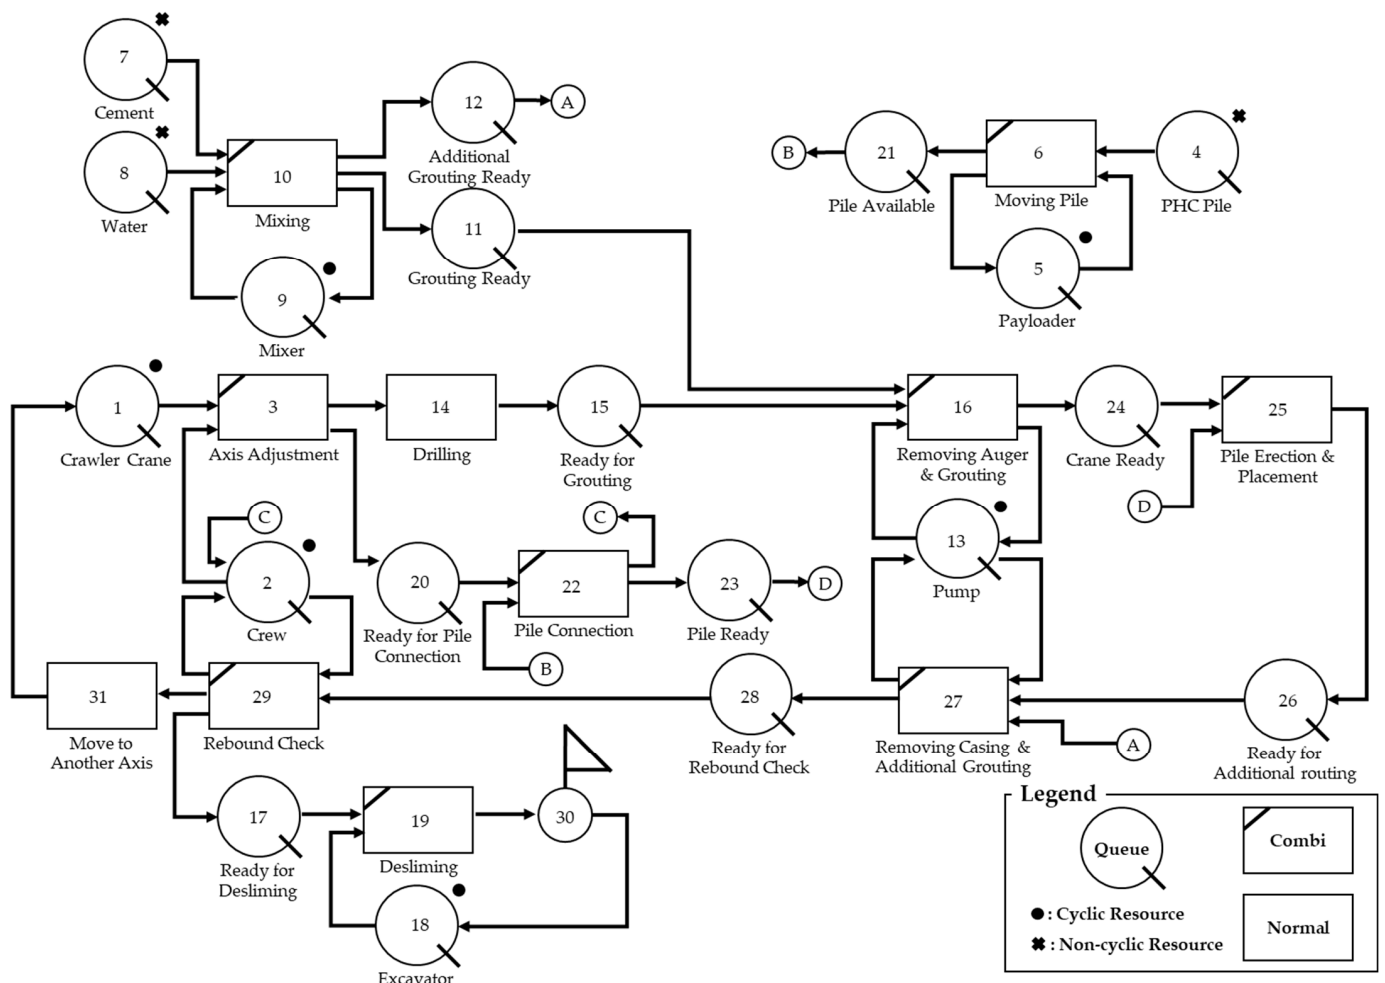 7
Cement
8
Water
10
Mixing
9
Mixer
12
Additional
Grouting Ready
A
11
Grouting Ready
B
21
Pile Available
6
Moving Pile
4
PHC Pile
5
Payloader
1
Crawler Crane
3
Axis Adjustment
14
Drilling
15
Ready for
Grouting
16
Removing Auger
& Grouting
24
Crane Ready
25
Pile Erection &
Placement
D
C
2
Crew
20
Ready for Pile
Connection
C
22
Pile Connection
B
23
Pile Ready
D
13
Pump
31
Move to
Another Axis
29
Rebound Check
28
Ready for
Rebound Check
27
Removing Casing &
Additional Grouting
A
26
Ready for
Additional routing
17
Ready for
Desliming
19
Desliming
30
18
Excavator
Legend
Queue
Combi
: Cyclic Resource
: Non-cyclic Resource
Normal